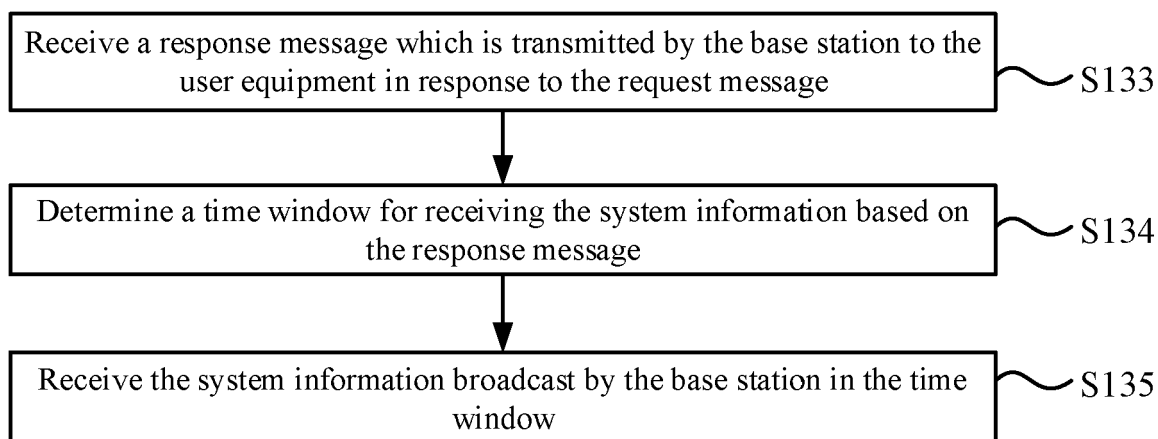 Receive a response message which is transmitted by the base station to the
user equipment in response to the request message
S133
Determine a time window for receiving the system information based on
the response message
S134
Receive the system information broadcast by the base station in the time
window
S135